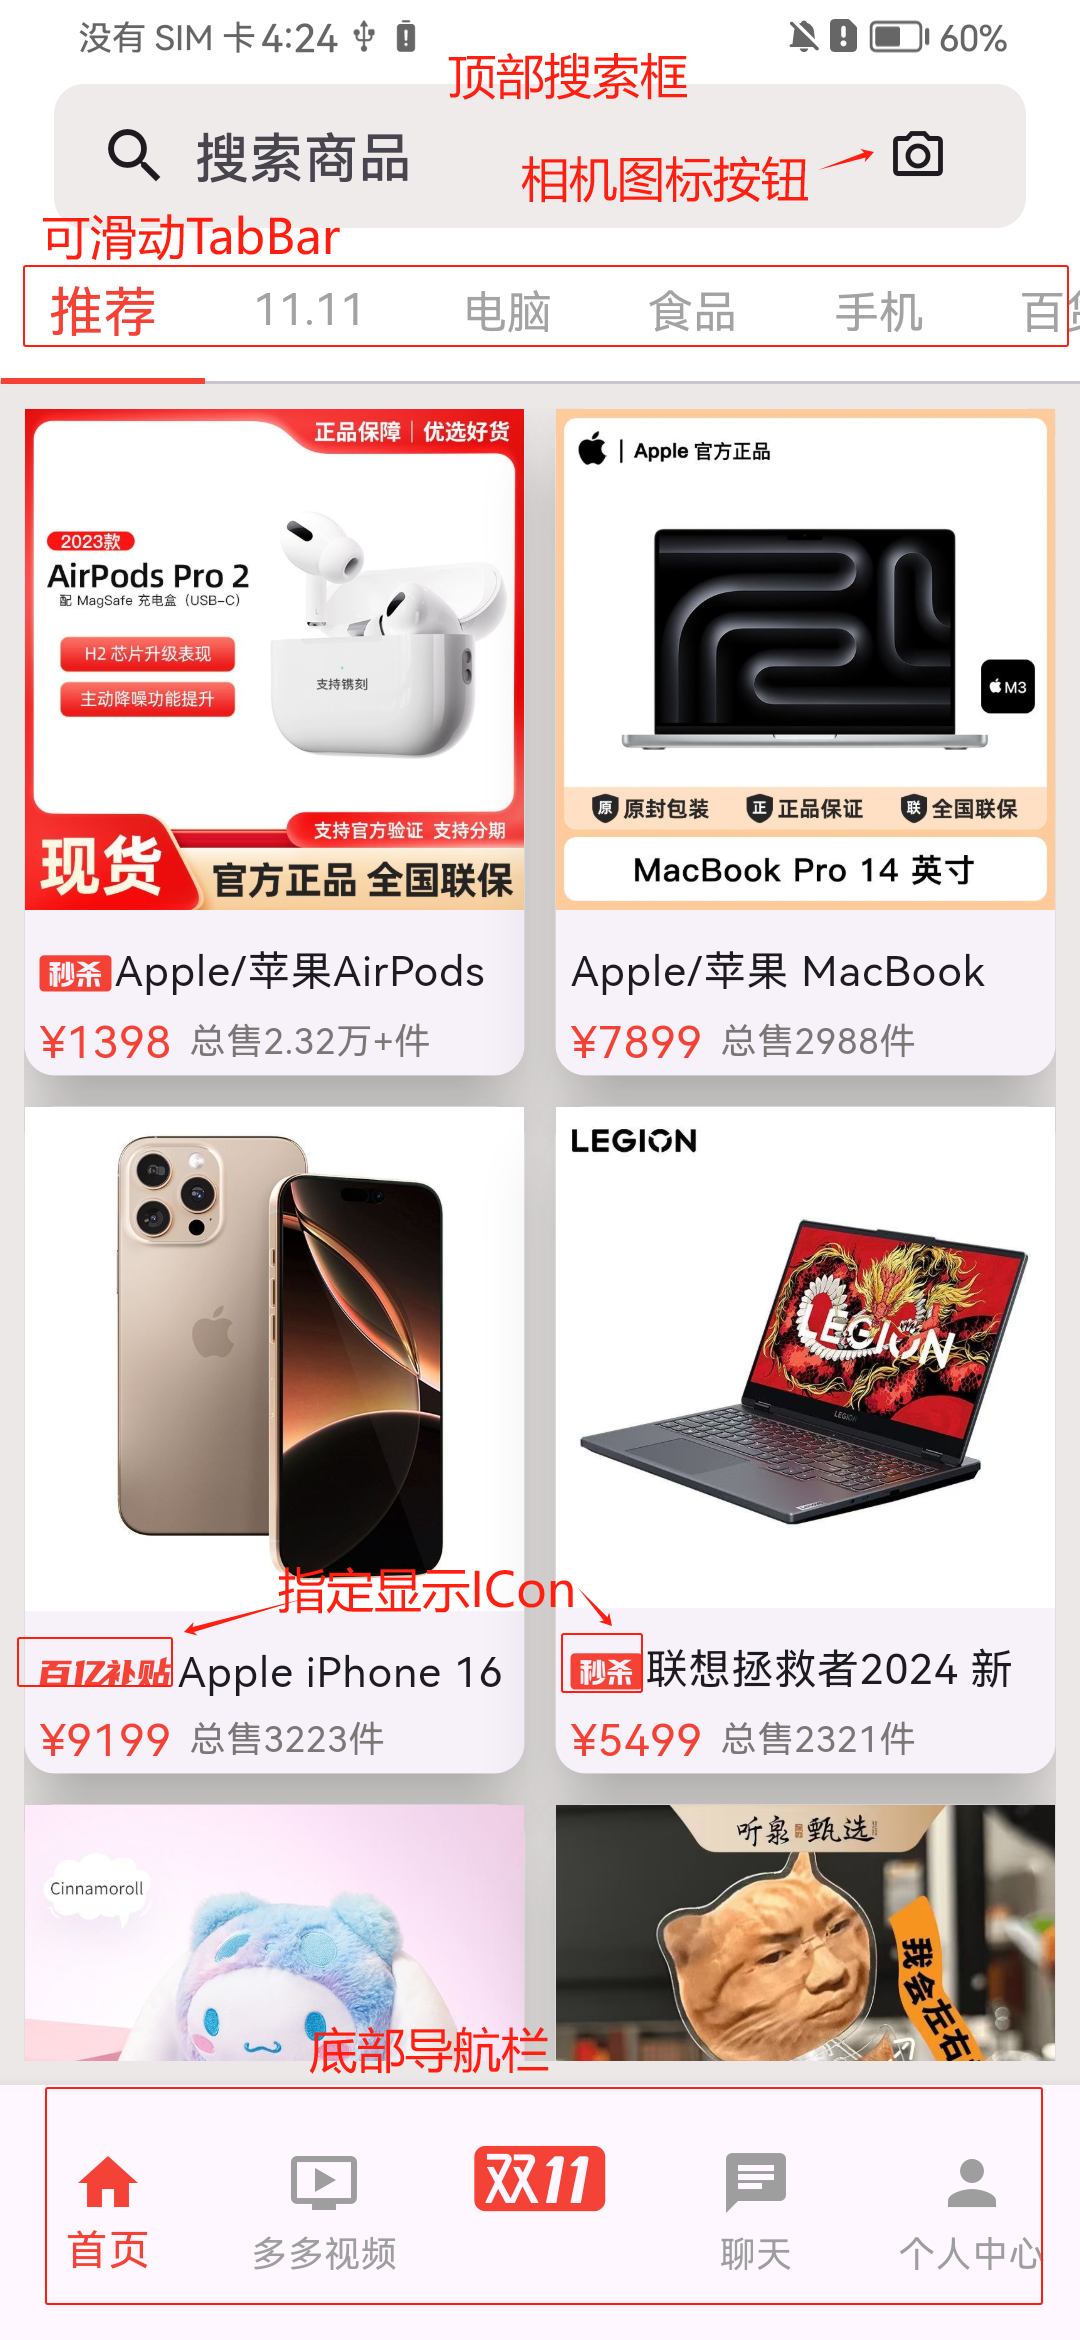 没有 SIM 卡 4:24
60%
顶部搜索框
搜索商品
相机图标按钮
可滑动TabBar
推荐
11.11
电脑
食品
手机
百货
正品保障｜优选好货
2023款
AirPods Pro 2
配 MagSafe 充电盒（USB-C）
H2 芯片升级表现
主动降噪功能提升
支持镌刻
支持官方验证 支持分期
现货
官方正品 全国联保
Apple 官方正品
M3
原 原封包装
正 正品保证
联 全国联保
MacBook Pro 14 英寸
秒杀 Apple/苹果AirPods
¥1398 总售2.32万+件
Apple/苹果 MacBook
¥7899 总售2988件
LEGION
LEGION
LEGION
指定显示ICon
百亿补贴 Apple iPhone 16
¥9199 总售3223件
秒杀 联想拯救者2024 新
¥5499 总售2321件
Cinnamoroll
听泉 甄选
我会左右
底部导航栏
首页
多多视频
双11
聊天
个人中心